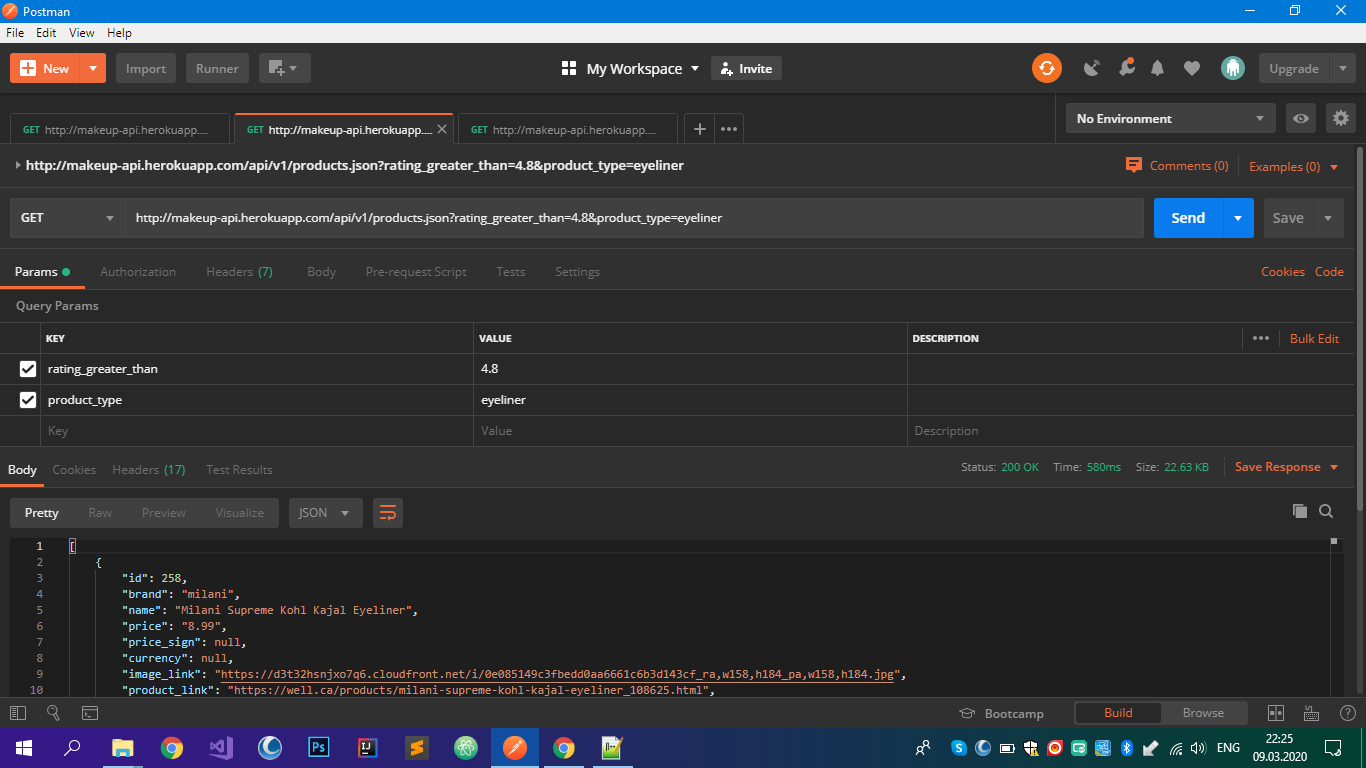 Postman
File Edit View Help
New Import Runner My Workspace Invite Upgrade
GET http://makeup-api.herokuapp.... GET http://makeup-api.herokuapp.... GET http://makeup-api.herokuapp.... No Environment
http://makeup-api.herokuapp.com/api/v1/products.json?rating_greater_than=4.8&product_type=eyeliner Comments (0) Examples (0)
GET http://makeup-api.herokuapp.com/api/v1/products.json?rating_greater_than=4.8&product_type=eyeliner Send Save
Params Authorization Headers (7) Body Pre-request Script Tests Settings Cookies Code
Query Params
KEY VALUE DESCRIPTION Bulk Edit
rating_greater_than 4.8
product_type eyeliner
Key Value Description
Body Cookies Headers (17) Test Results Status: 200 OK Time: 580ms Size: 22.63 KB Save Response
Pretty Raw Preview Visualize JSON
1 [
2 {
3 "id": 258,
4 "brand": "milani",
5 "name": "Milani Supreme Kohl Kajal Eyeliner",
6 "price": "8.99",
7 "price_sign": null,
8 "currency": null,
9 "image_link": "https://d3t32hsnjxo7q6.cloudfront.net/i/0e085149c3fbedd0aa6661c6b3d143cf_ra,w158,h184_pa,w158,h184.jpg",
10 "product_link": "https://well.ca/products/milani-supreme-kohl-kajal-eyeliner_108625.html",
Bootcamp Build Browse
Ps IJ ENG 22:25
09.03.2020